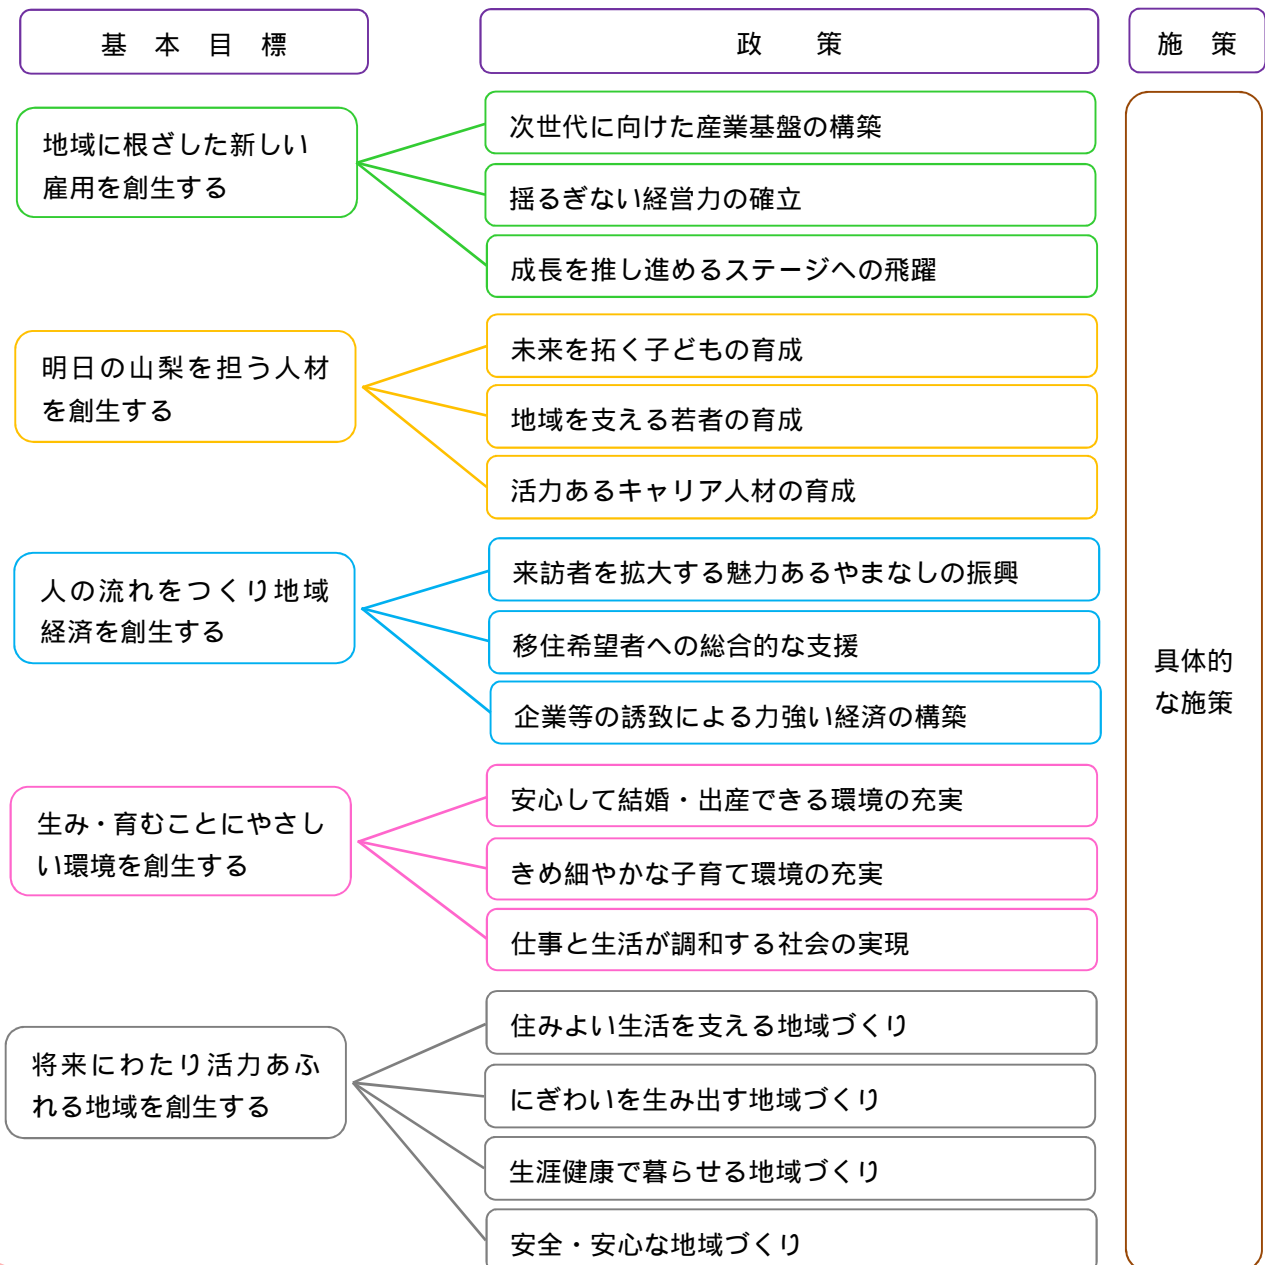 基 本 目 標
政 策
施 策
地域に根ざした新しい
雇用を創生する
次世代に向けた産業基盤の構築
揺るぎない経営力の確立
成長を推し進めるステージへの飛躍
明日の山梨を担う人材
を創生する
未来を拓く子どもの育成
地域を支える若者の育成
活力あるキャリア人材の育成
人の流れをつくり地域
経済を創生する
来訪者を拡大する魅力あるやまなしの振興
移住希望者への総合的な支援
企業等の誘致による力強い経済の構築
生み・育むことにやさし
い環境を創生する
安心して結婚・出産できる環境の充実
きめ細やかな子育て環境の充実
仕事と生活が調和する社会の実現
将来にわたり活力あふ
れる地域を創生する
住みよい生活を支える地域づくり
にぎわいを生み出す地域づくり
生涯健康で暮らせる地域づくり
安全・安心な地域づくり
具体的
な施策